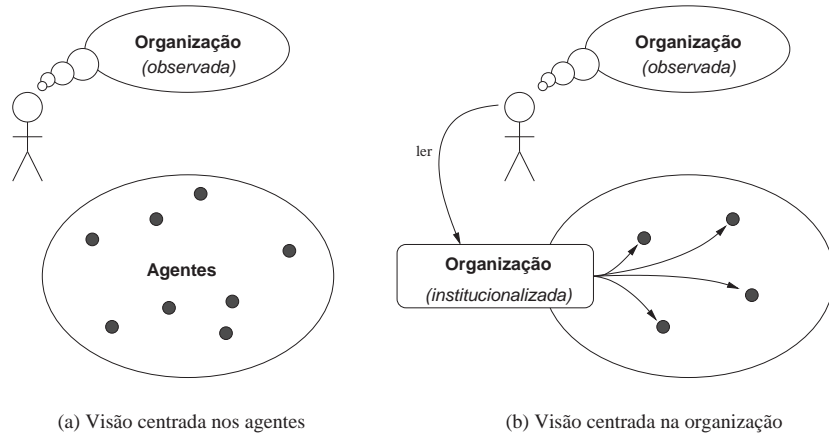 Organização
(observada)
Agentes
(a) Visão centrada nos agentes
Organização
(observada)
ler
Organização
(institucionalizada)
(b) Visão centrada na organização